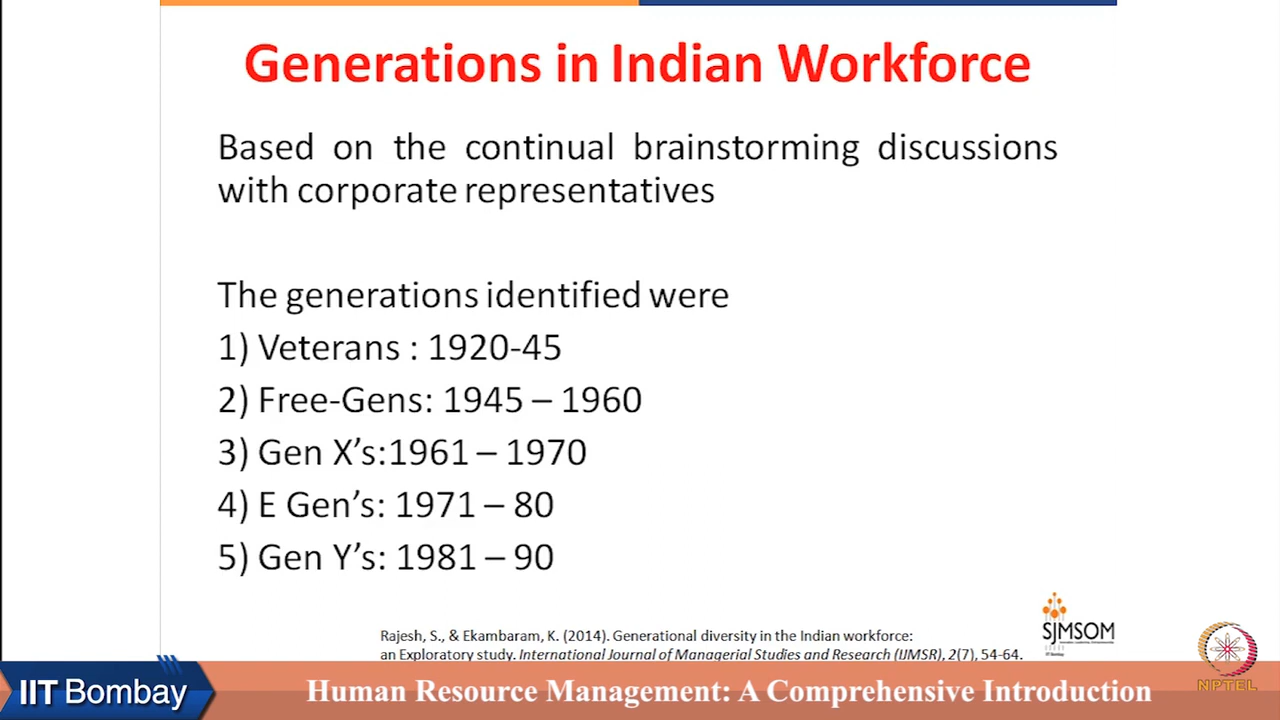 Generations in Indian Workforce
Based on the continual brainstorming discussions
with corporate representatives
The generations identified were
1) Veterans : 1920-45
2) Free-Gens: 1945 – 1960
3) Gen X’s:1961 – 1970
4) E Gen’s: 1971 – 80
5) Gen Y’s: 1981 – 90
Rajesh, S., & Ekambaram, K. (2014). Generational diversity in the Indian workforce:
an Exploratory study. International Journal of Managerial Studies and Research (IJMSR), 2(7), 54-64.
SJMSOM
IIT Bombay
NPTEL
IIT Bombay
Human Resource Management: A Comprehensive Introduction